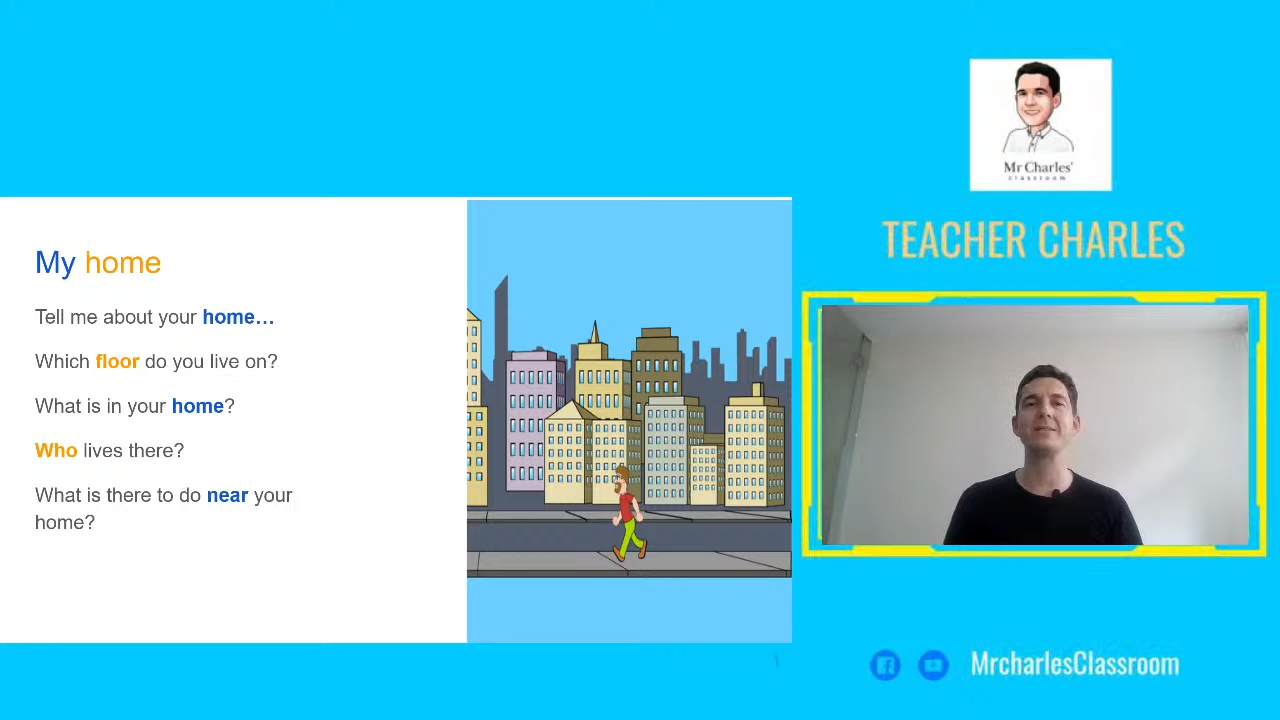 My home
Tell me about your home…
Which floor do you live on?
What is in your home?
Who lives there?
What is there to do near your
home?
Mr Charles'
classroom
TEACHER CHARLES
MrcharlesClassroom